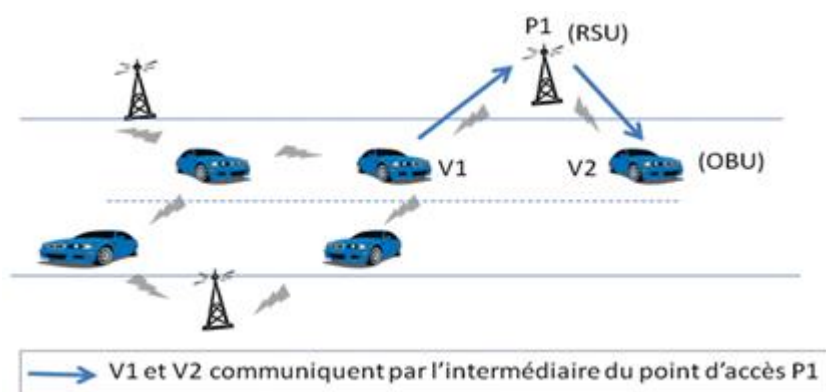 P1 (RSU)
V1
V2
(OBU)
V1 et V2 communiquent par l'intermédiaire du point d'accès P1